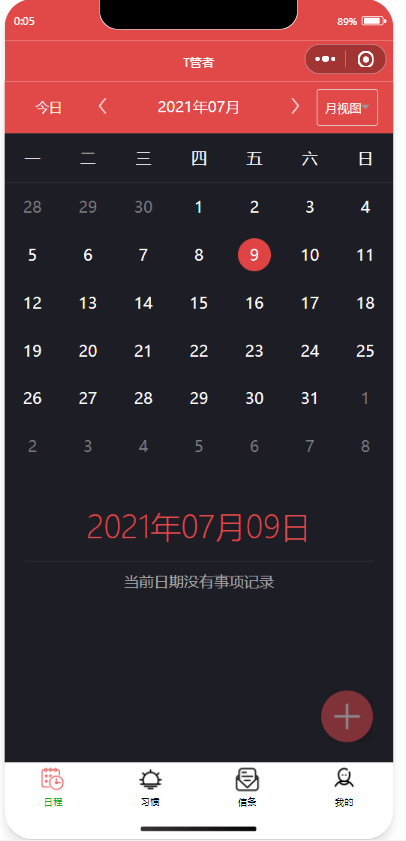 0:05 89%
T管者
今日 2021年07月 月视图
一 二 三 四 五 六 日
28 29 30 1 2 3 4
5 6 7 8 9 10 11
12 13 14 15 16 17 18
19 20 21 22 23 24 25
26 27 28 29 30 31 1
2 3 4 5 6 7 8
2021年07月09日
当前日期没有事项记录
日程 习惯 信条 我的